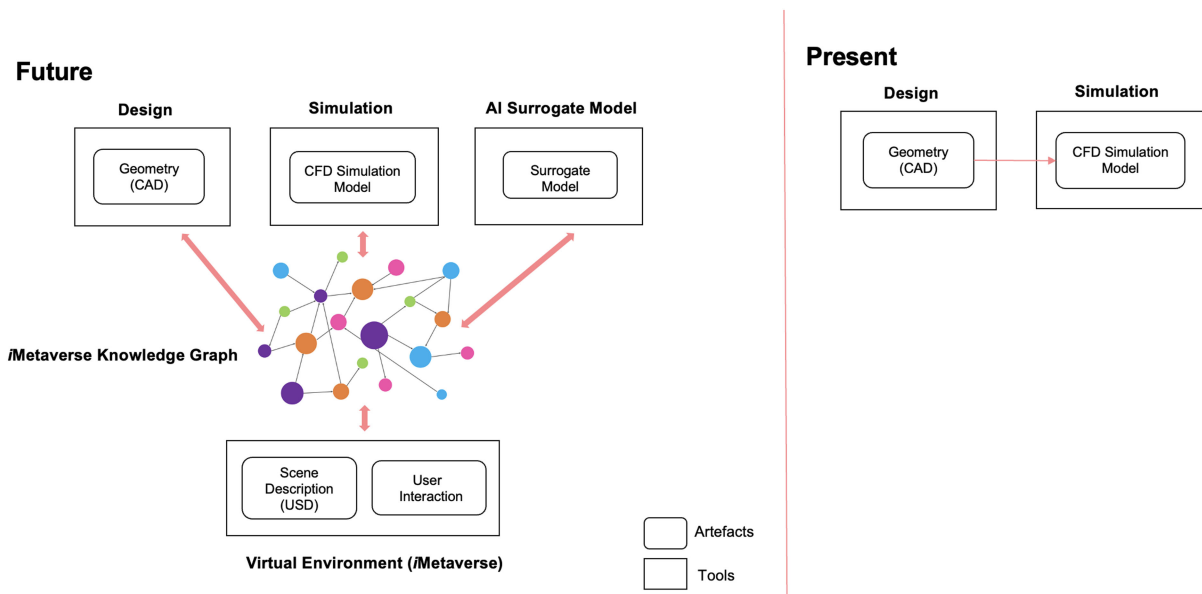 Future
Design
Simulation
AI Surrogate Model
Geometry
(CAD)
CFD Simulation
Model
Surrogate
Model
iMetaverse Knowledge Graph
Scene
Description
(USD)
User
Interaction
Virtual Environment (iMetaverse)
Artefacts
Tools
Present
Design
Simulation
Geometry
(CAD)
CFD Simulation
Model